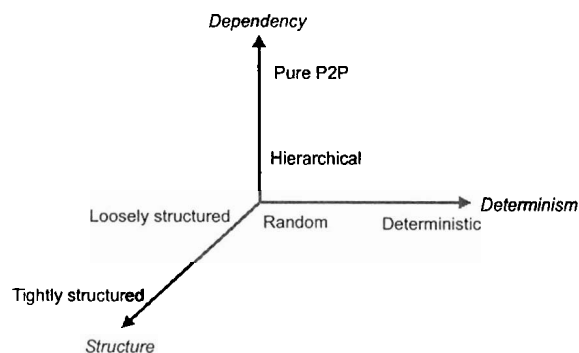 Dependency
Pure P2P
Hierarchical
Determinism
Loosely structured
Random
Deterministic
Tightly structured
Structure